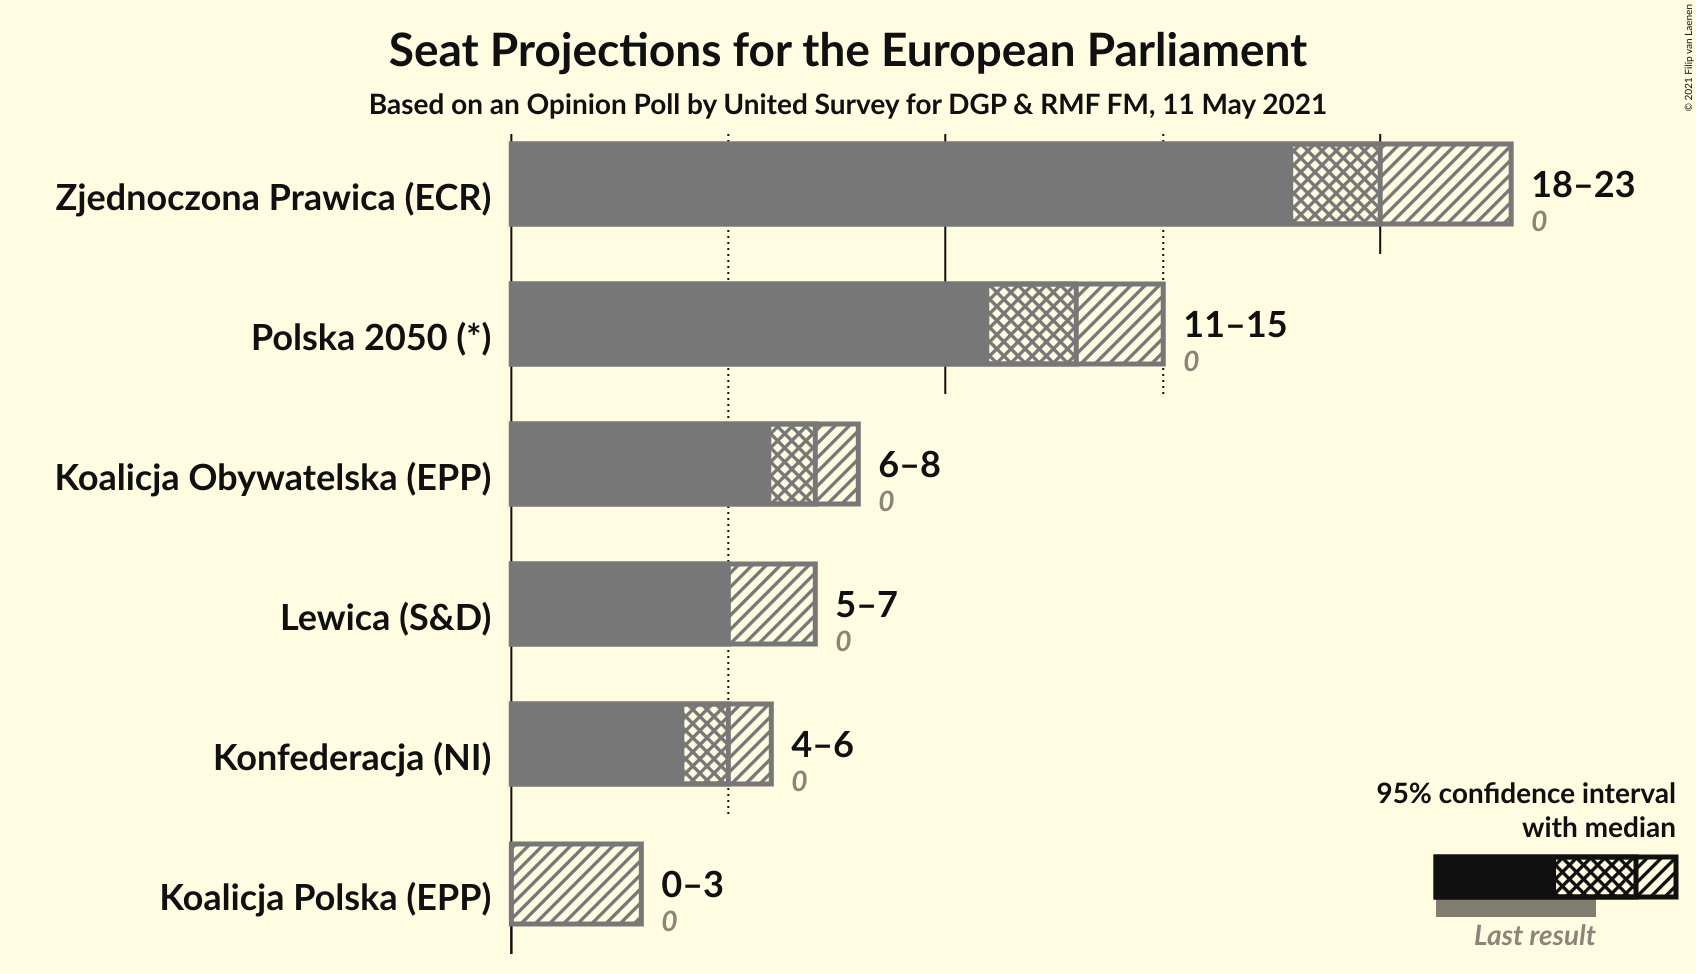 Seat Projections for the European Parliament
Based on an Opinion Poll by United Survey for DGP & RMF FM, 11 May 2021
© 2021 Filip van Laenen
Zjednoczona Prawica (ECR)
18–23
0
Polska 2050 (*)
11–15
0
Koalicja Obywatelska (EPP)
6–8
0
Lewica (S&D)
5–7
0
Konfederacja (NI)
4–6
0
Koalicja Polska (EPP)
0–3
0
95% confidence interval
with median
Last result